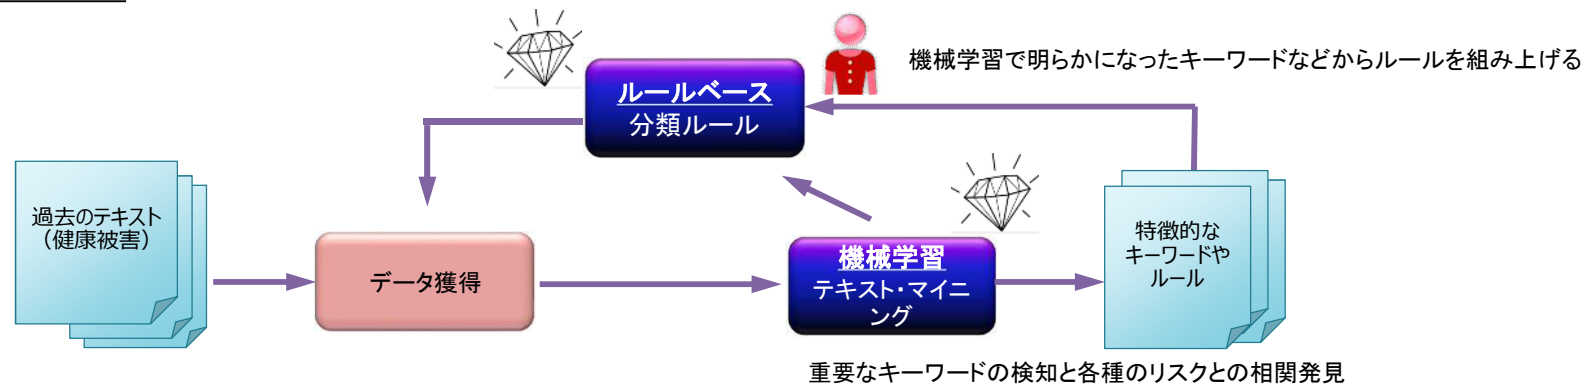 機械学習で明らかになったキーワードなどからルールを組み上げる
ルールベース
分類ルール
過去のテキスト
（健康被害）
データ獲得
機械学習
テキスト・マイニ
ング
特徴的な
キーワードや
ルール
重要なキーワードの検知と各種のリスクとの相関発見